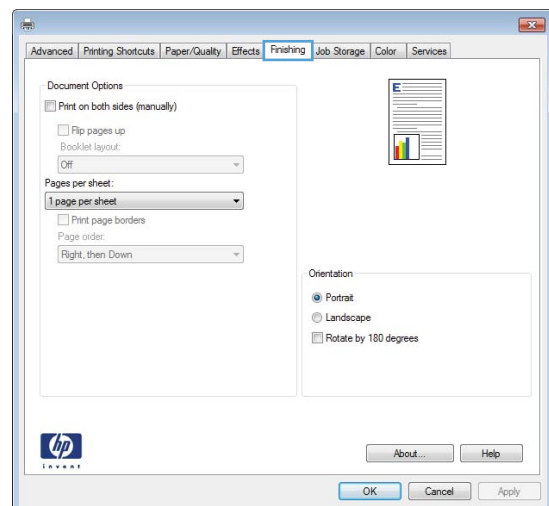 Advanced Printing Shortcuts Paper/Quality Effects Finishing Job Storage Color Services
Document Options
Print on both sides (manually)
Flip pages up
Booklet layout:
Off
Pages per sheet:
1 page per sheet
Print page borders
Page order:
Right, then Down
E
Orientation
Portrait
Landscape
Rotate by 180 degrees
hp
invent
About... Help
OK Cancel Apply